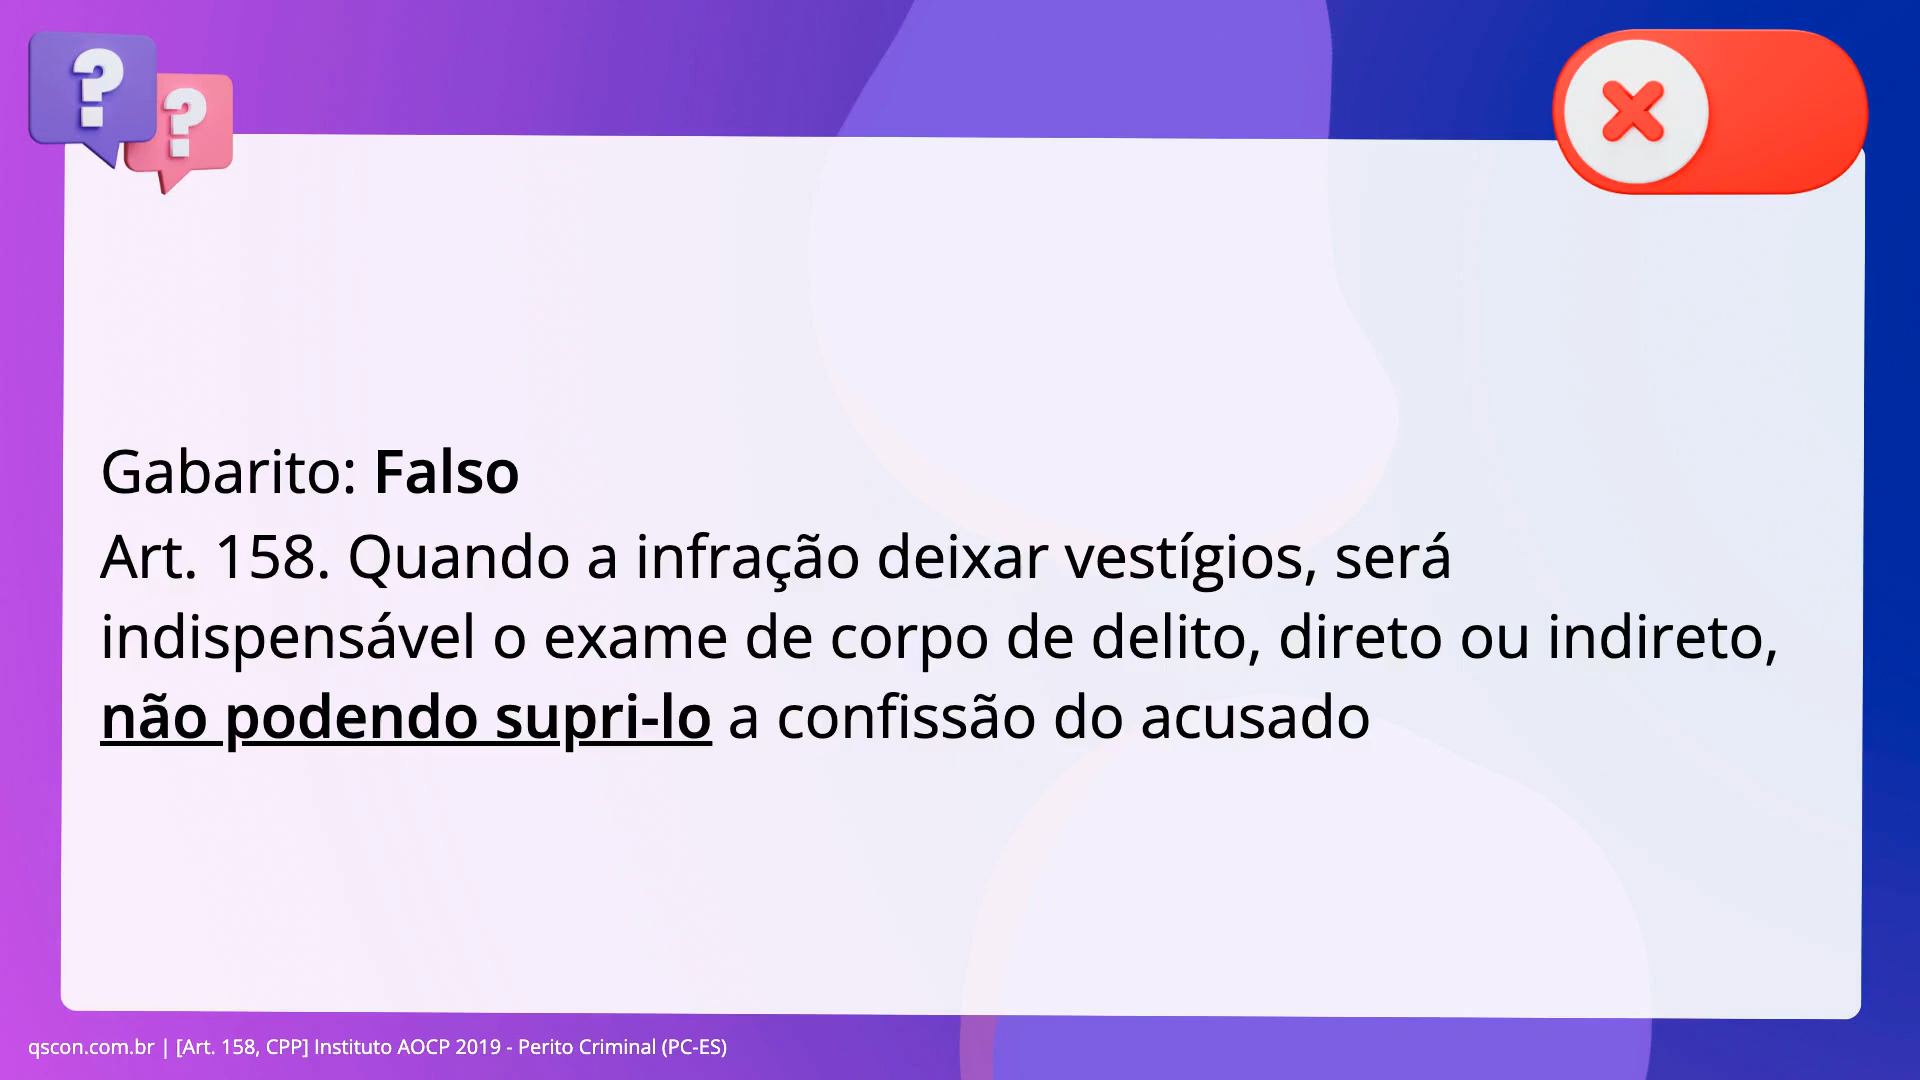 ? ?
Gabarito: Falso
Art. 158. Quando a infração deixar vestígios, será
indispensável o exame de corpo de delito, direto ou indireto,
não podendo supri-lo a confissão do acusado
qscon.com.br | [Art. 158, CPP] Instituto AOCP 2019 - Perito Criminal (PC-ES)